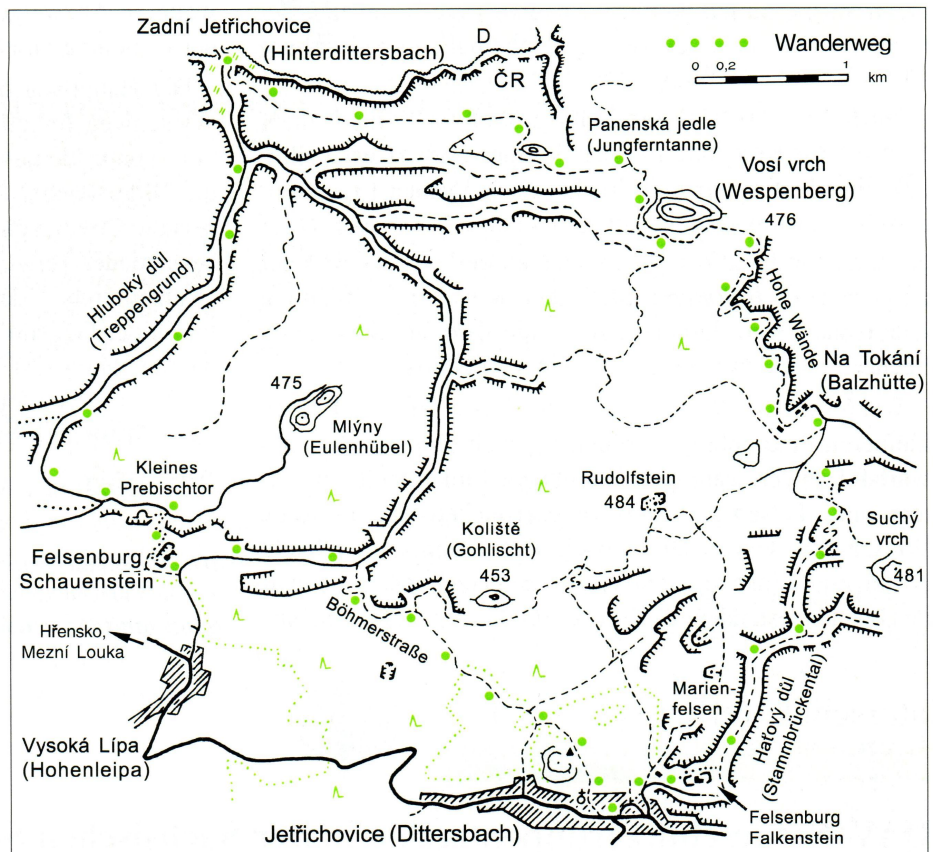 Zadní Jetřichovice
(Hinterdittersbach)
D
ČR
Wanderweg
0 0,2 1
km
Panenská jedle
(Jungferntanne)
Vosí vrch
(Wespenberg)
476
Hluboký důl
(Treppengrund)
Hohe Wände
Na Tokání
(Balzhütte)
475
Mlýny
(Eulenhübel)
Kleines
Prebischtor
Rudolfstein
484
Koliště
(Gohlischt)
453
Suchý
vrch
481
Felsenburg
Schauenstein
Böhmerstraße
Hřensko,
Mezní Louka
Marien-
felsen
Haťový důl
(Stammbrückental)
Vysoká Lípa
(Hohenleipa)
Jetřichovice (Dittersbach)
Felsenburg
Falkenstein